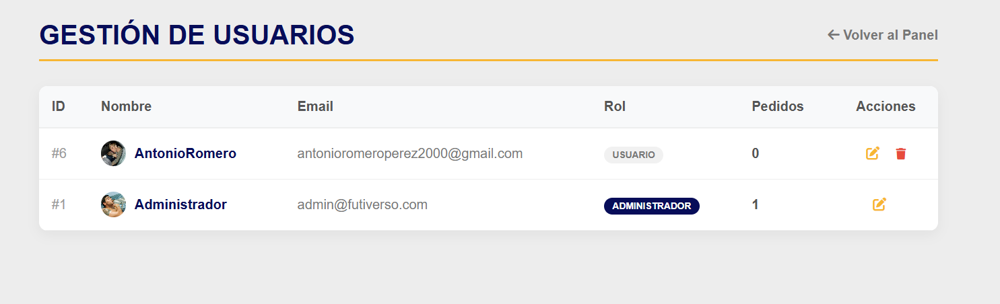 GESTIÓN DE USUARIOS
Volver al Panel
ID Nombre Email Rol Pedidos Acciones
#6 AntonioRomero antonioromeroperez2000@gmail.com USUARIO 0
#1 Administrador admin@futiverso.com ADMINISTRADOR 1